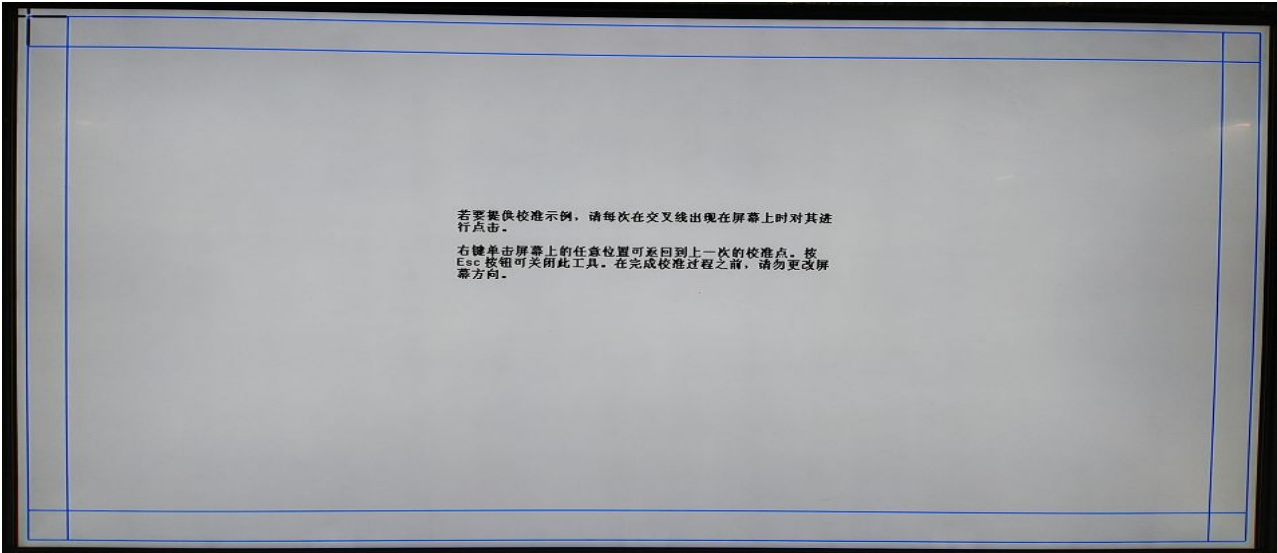 若要提供校准示例，请每次在交叉线出现在屏幕上时对其进
行点击。
右键单击屏幕上的任意位置可返回到上一次的校准点。按
Esc 按钮可关闭此工具。在完成校准过程之前，请勿更改屏
幕方向。